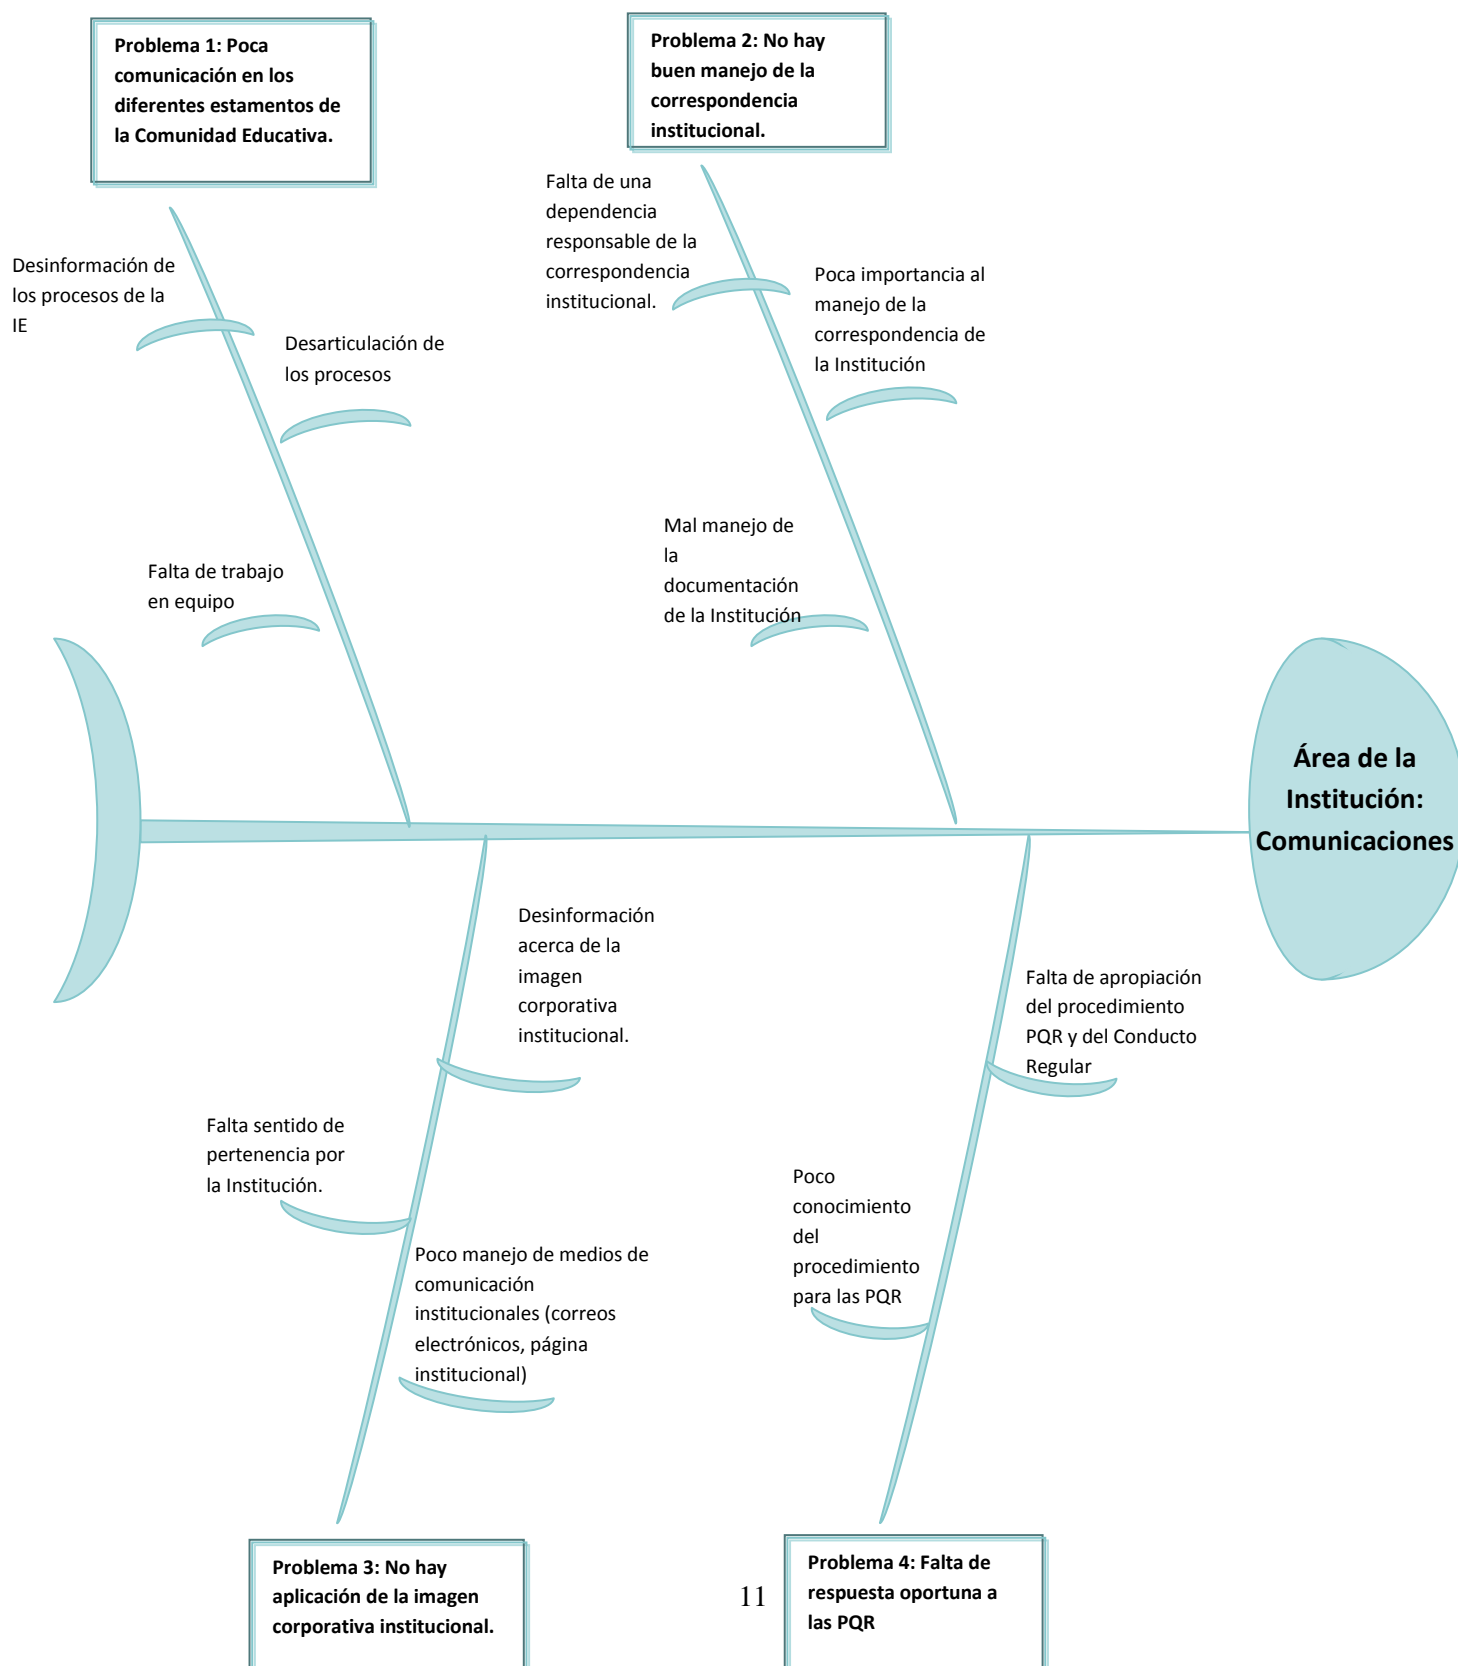 Problema 1: Poca
comunicación en los
diferentes estamentos de
la Comunidad Educativa.
Problema 2: No hay
buen manejo de la
correspondencia
institucional.
Desinformación de
los procesos de la
IE
Desarticulación de
los procesos
Falta de trabajo
en equipo
Falta de una
dependencia
responsable de la
correspondencia
institucional.
Poca importancia al
manejo de la
correspondencia de
la Institución
Mal manejo de
la
documentación
de la Institución
Área de la
Institución:
Comunicaciones
Desinformación
acerca de la
imagen
corporativa
institucional.
Falta sentido de
pertenencia por
la Institución.
Poco manejo de medios de
comunicación
institucionales (correos
electrónicos, página
institucional)
Falta de apropiación
del procedimiento
PQR y del Conducto
Regular
Poco
conocimiento
del
procedimiento
para las PQR
Problema 3: No hay
aplicación de la imagen
corporativa institucional.
11
Problema 4: Falta de
respuesta oportuna a
las PQR